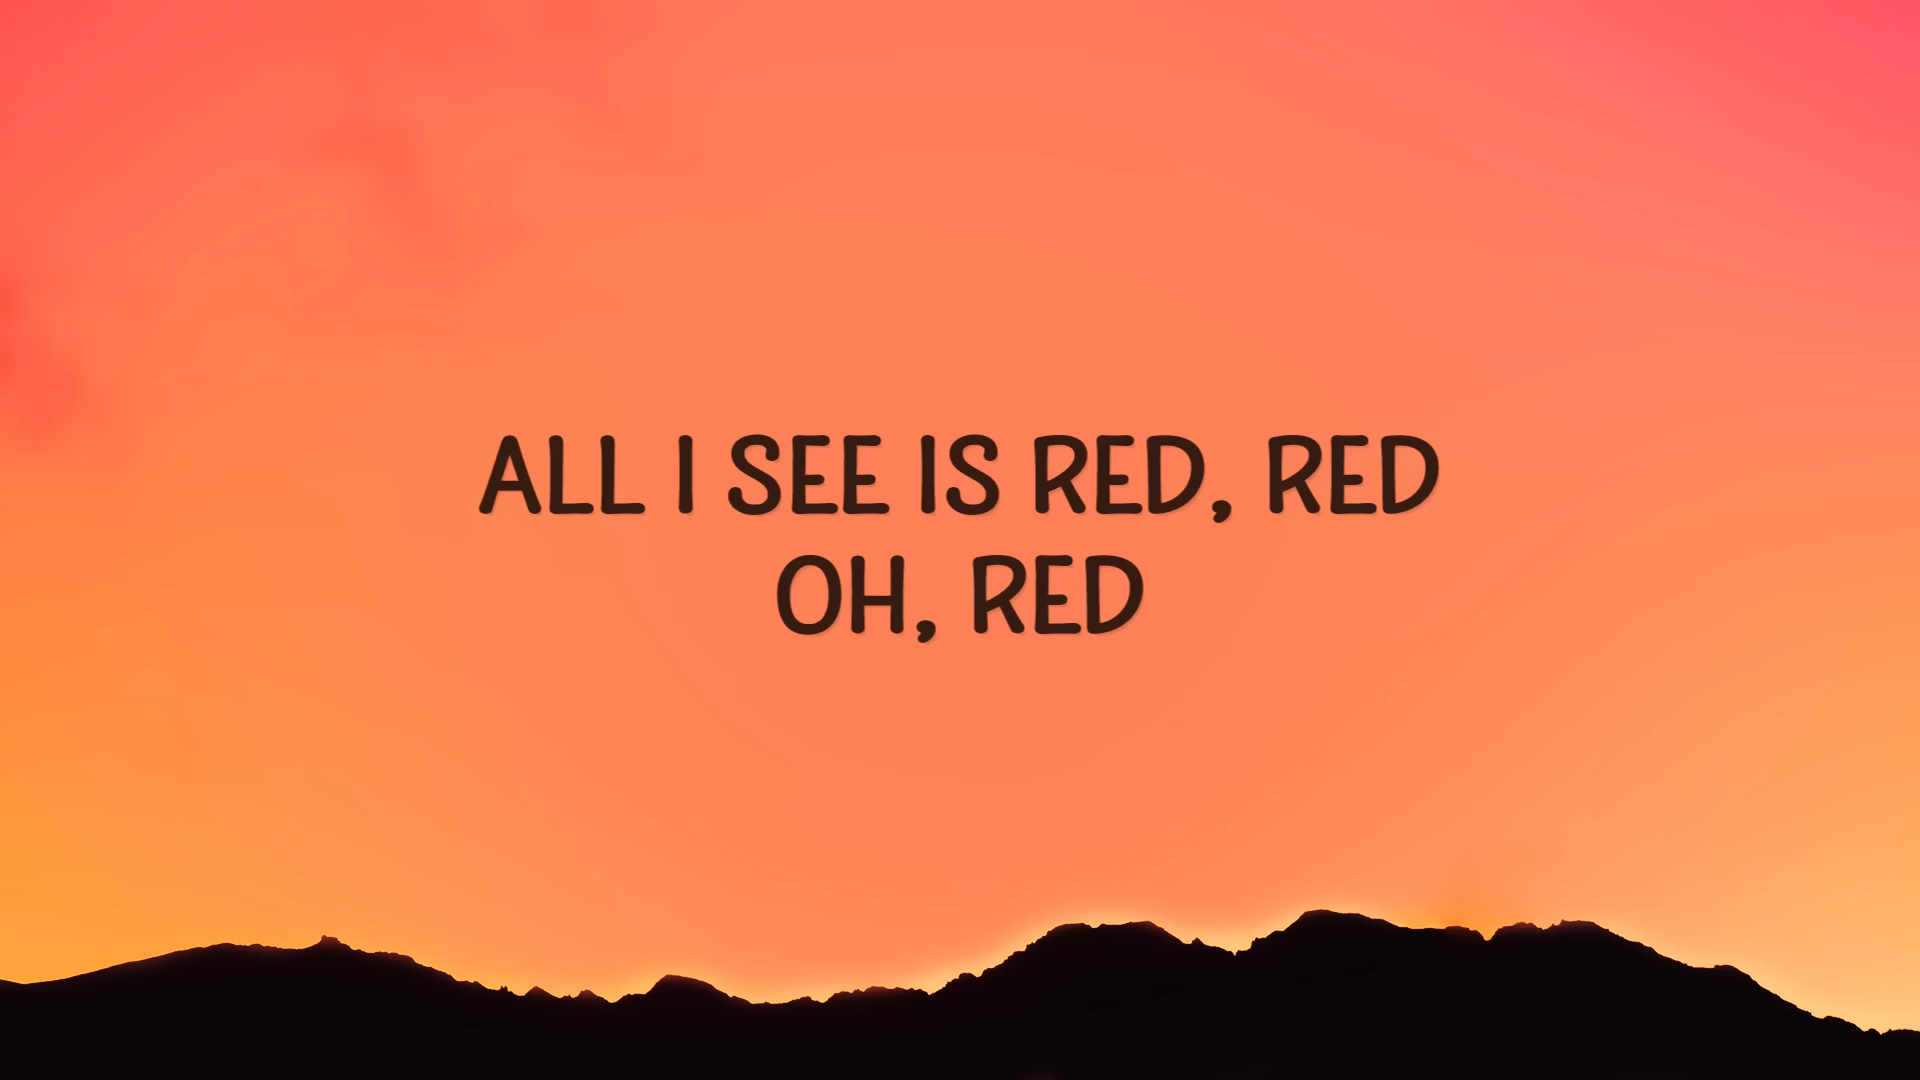 ALL I SEE IS RED, RED
OH, RED